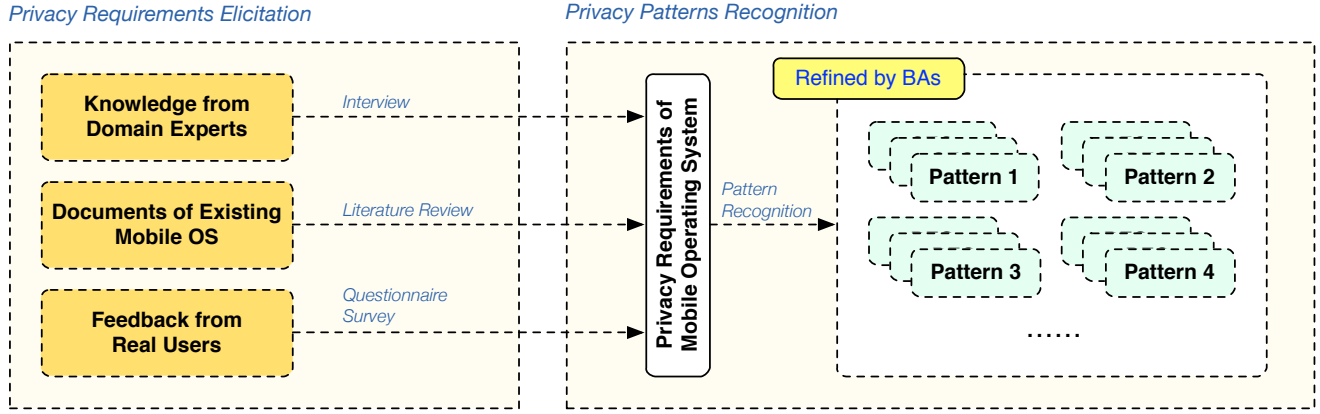 Privacy Requirements Elicitation
Knowledge from
Domain Experts
Interview
Documents of Existing
Mobile OS
Literature Review
Feedback from
Real Users
Questionnaire
Survey
Privacy Patterns Recognition
Privacy Requirements of
Mobile Operating System
Pattern
Recognition
Refined by BAs
Pattern 1
Pattern 2
Pattern 3
Pattern 4
......